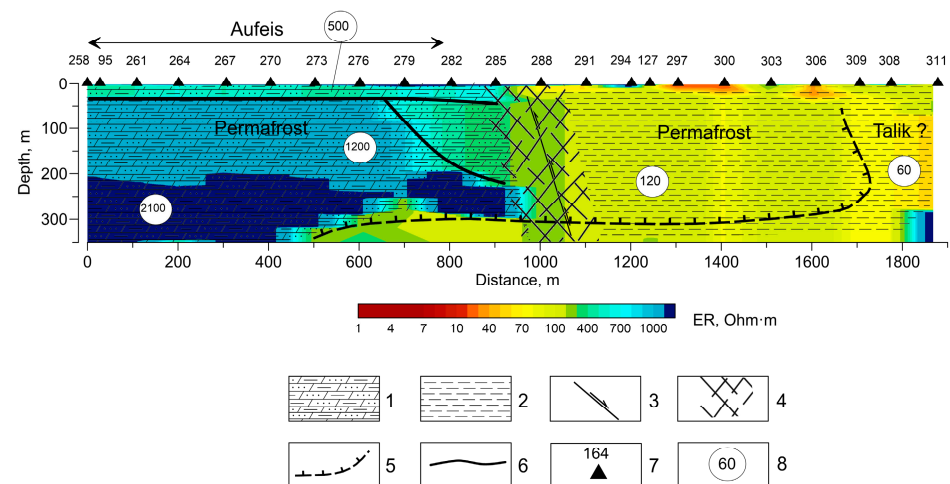 Aufeis 500
258 95 261 264 267 270 273 276 279 282 285 288 291 294 127 297 300 303 306 309 308 311
0
100
200
300
Depth, m
Permafrost
Permafrost
Talik ?
1200
120
60
2100
0 200 400 600 800 1000 1200 1400 1600 1800
Distance, m
1 4 7 10 40 70 100 400 700 1000
ER, Ohm·m
1 2 3 4
164
60
5 6 7 8